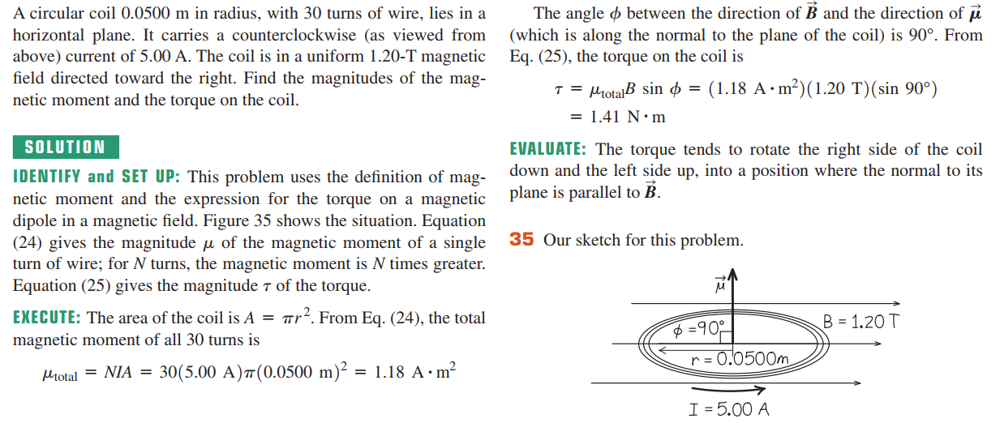 A circular coil 0.0500 m in radius, with 30 turns of wire, lies in a
horizontal plane. It carries a counterclockwise (as viewed from
above) current of 5.00 A. The coil is in a uniform 1.20-T magnetic
field directed toward the right. Find the magnitudes of the mag-
netic moment and the torque on the coil.
SOLUTION
IDENTIFY and SET UP: This problem uses the definition of mag-
netic moment and the expression for the torque on a magnetic
dipole in a magnetic field. Figure 35 shows the situation. Equation
(24) gives the magnitude μ of the magnetic moment of a single
turn of wire; for N turns, the magnetic moment is N times greater.
Equation (25) gives the magnitude τ of the torque.
EXECUTE: The area of the coil is A = πr². From Eq. (24), the total
magnetic moment of all 30 turns is
μtotal = NIA = 30(5.00 A)π(0.0500 m)² = 1.18 A·m²
The angle ϕ between the direction of B⃗ and the direction of μ⃗
(which is along the normal to the plane of the coil) is 90°. From
Eq. (25), the torque on the coil is
τ = μtotalB sin ϕ = (1.18 A·m²)(1.20 T)(sin 90°)
= 1.41 N·m
EVALUATE: The torque tends to rotate the right side of the coil
down and the left side up, into a position where the normal to its
plane is parallel to B⃗.
35 Our sketch for this problem.
μ⃗
B = 1.20 T
ϕ =90°
r = 0.0500m
I = 5.00 A